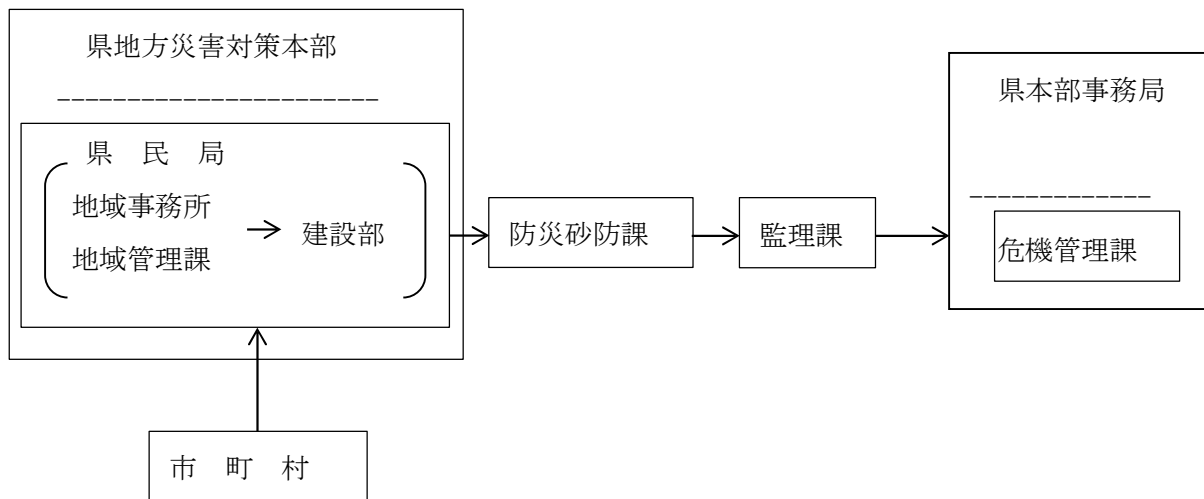 県地方災害対策本部
県　民　局
地域事務所
地域管理課
建設部
防災砂防課
監理課
県本部事務局
危機管理課
市　町　村